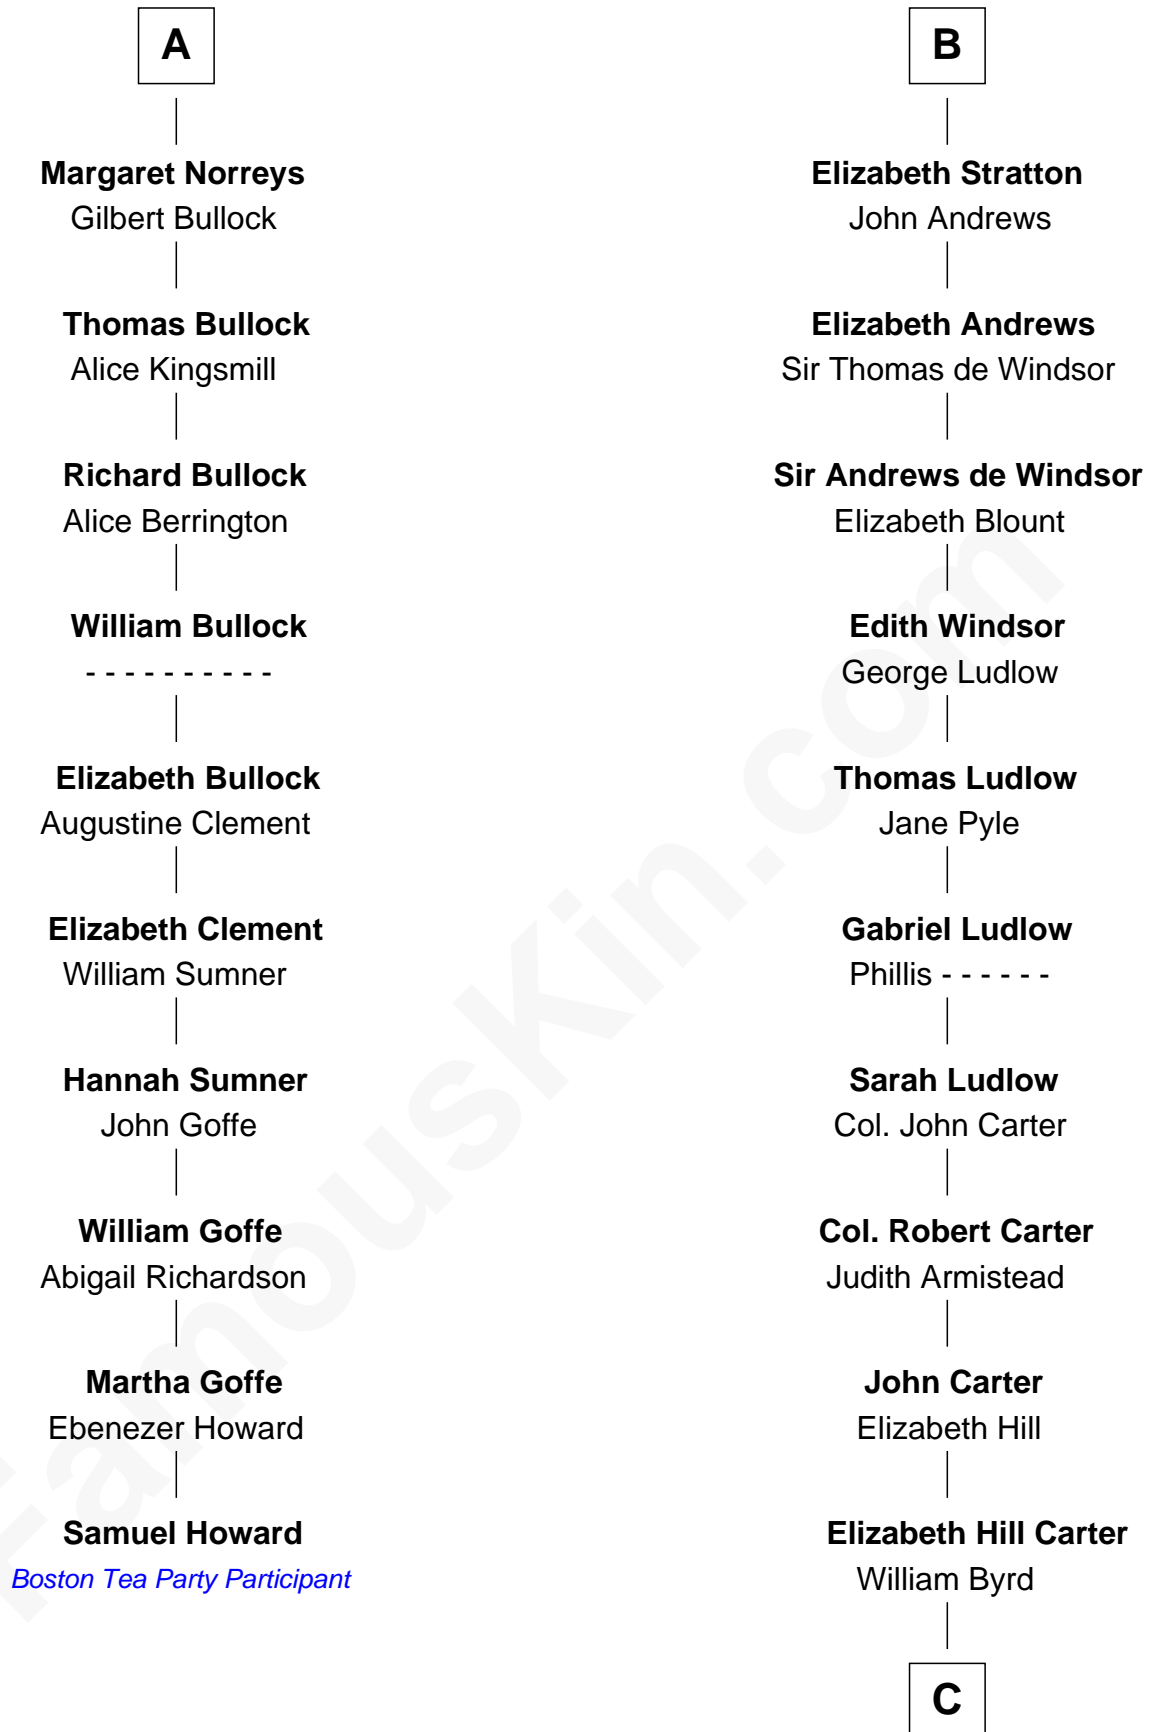 A
Margaret Norreys
Gilbert Bullock
Thomas Bullock
Alice Kingsmill
Richard Bullock
Alice Berrington
William Bullock
- - - - - - - - - -
Elizabeth Bullock
Augustine Clement
Elizabeth Clement
William Sumner
Hannah Sumner
John Goffe
William Goffe
Abigail Richardson
Martha Goffe
Ebenezer Howard
Samuel Howard
Boston Tea Party Participant
B
Elizabeth Stratton
John Andrews
Elizabeth Andrews
Sir Thomas de Windsor
Sir Andrews de Windsor
Elizabeth Blount
Edith Windsor
George Ludlow
Thomas Ludlow
Jane Pyle
Gabriel Ludlow
Phillis - - - - - -
Sarah Ludlow
Col. John Carter
Col. Robert Carter
Judith Armistead
John Carter
Elizabeth Hill
Elizabeth Hill Carter
William Byrd
C
FamousKin.com